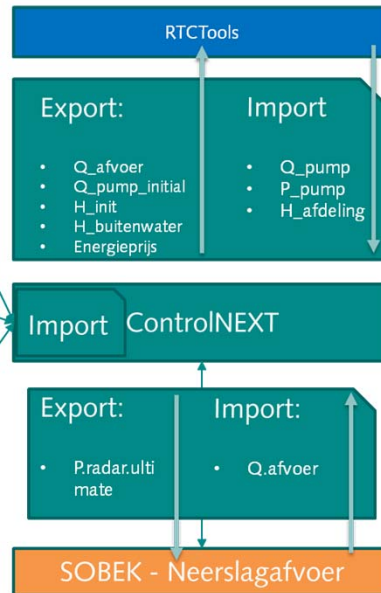 RTCTools
Export:
• Q_afvoer
• Q_pump_initial
• H_init
• H_buitenwater
• Energieprijs
Import
• Q_pump
• P_pump
• H_afdeling
Import
ControlNEXT
Export:
• P.radar.ulti
mate
Import:
• Q.afvoer
SOBEK - Neerslagafvoer